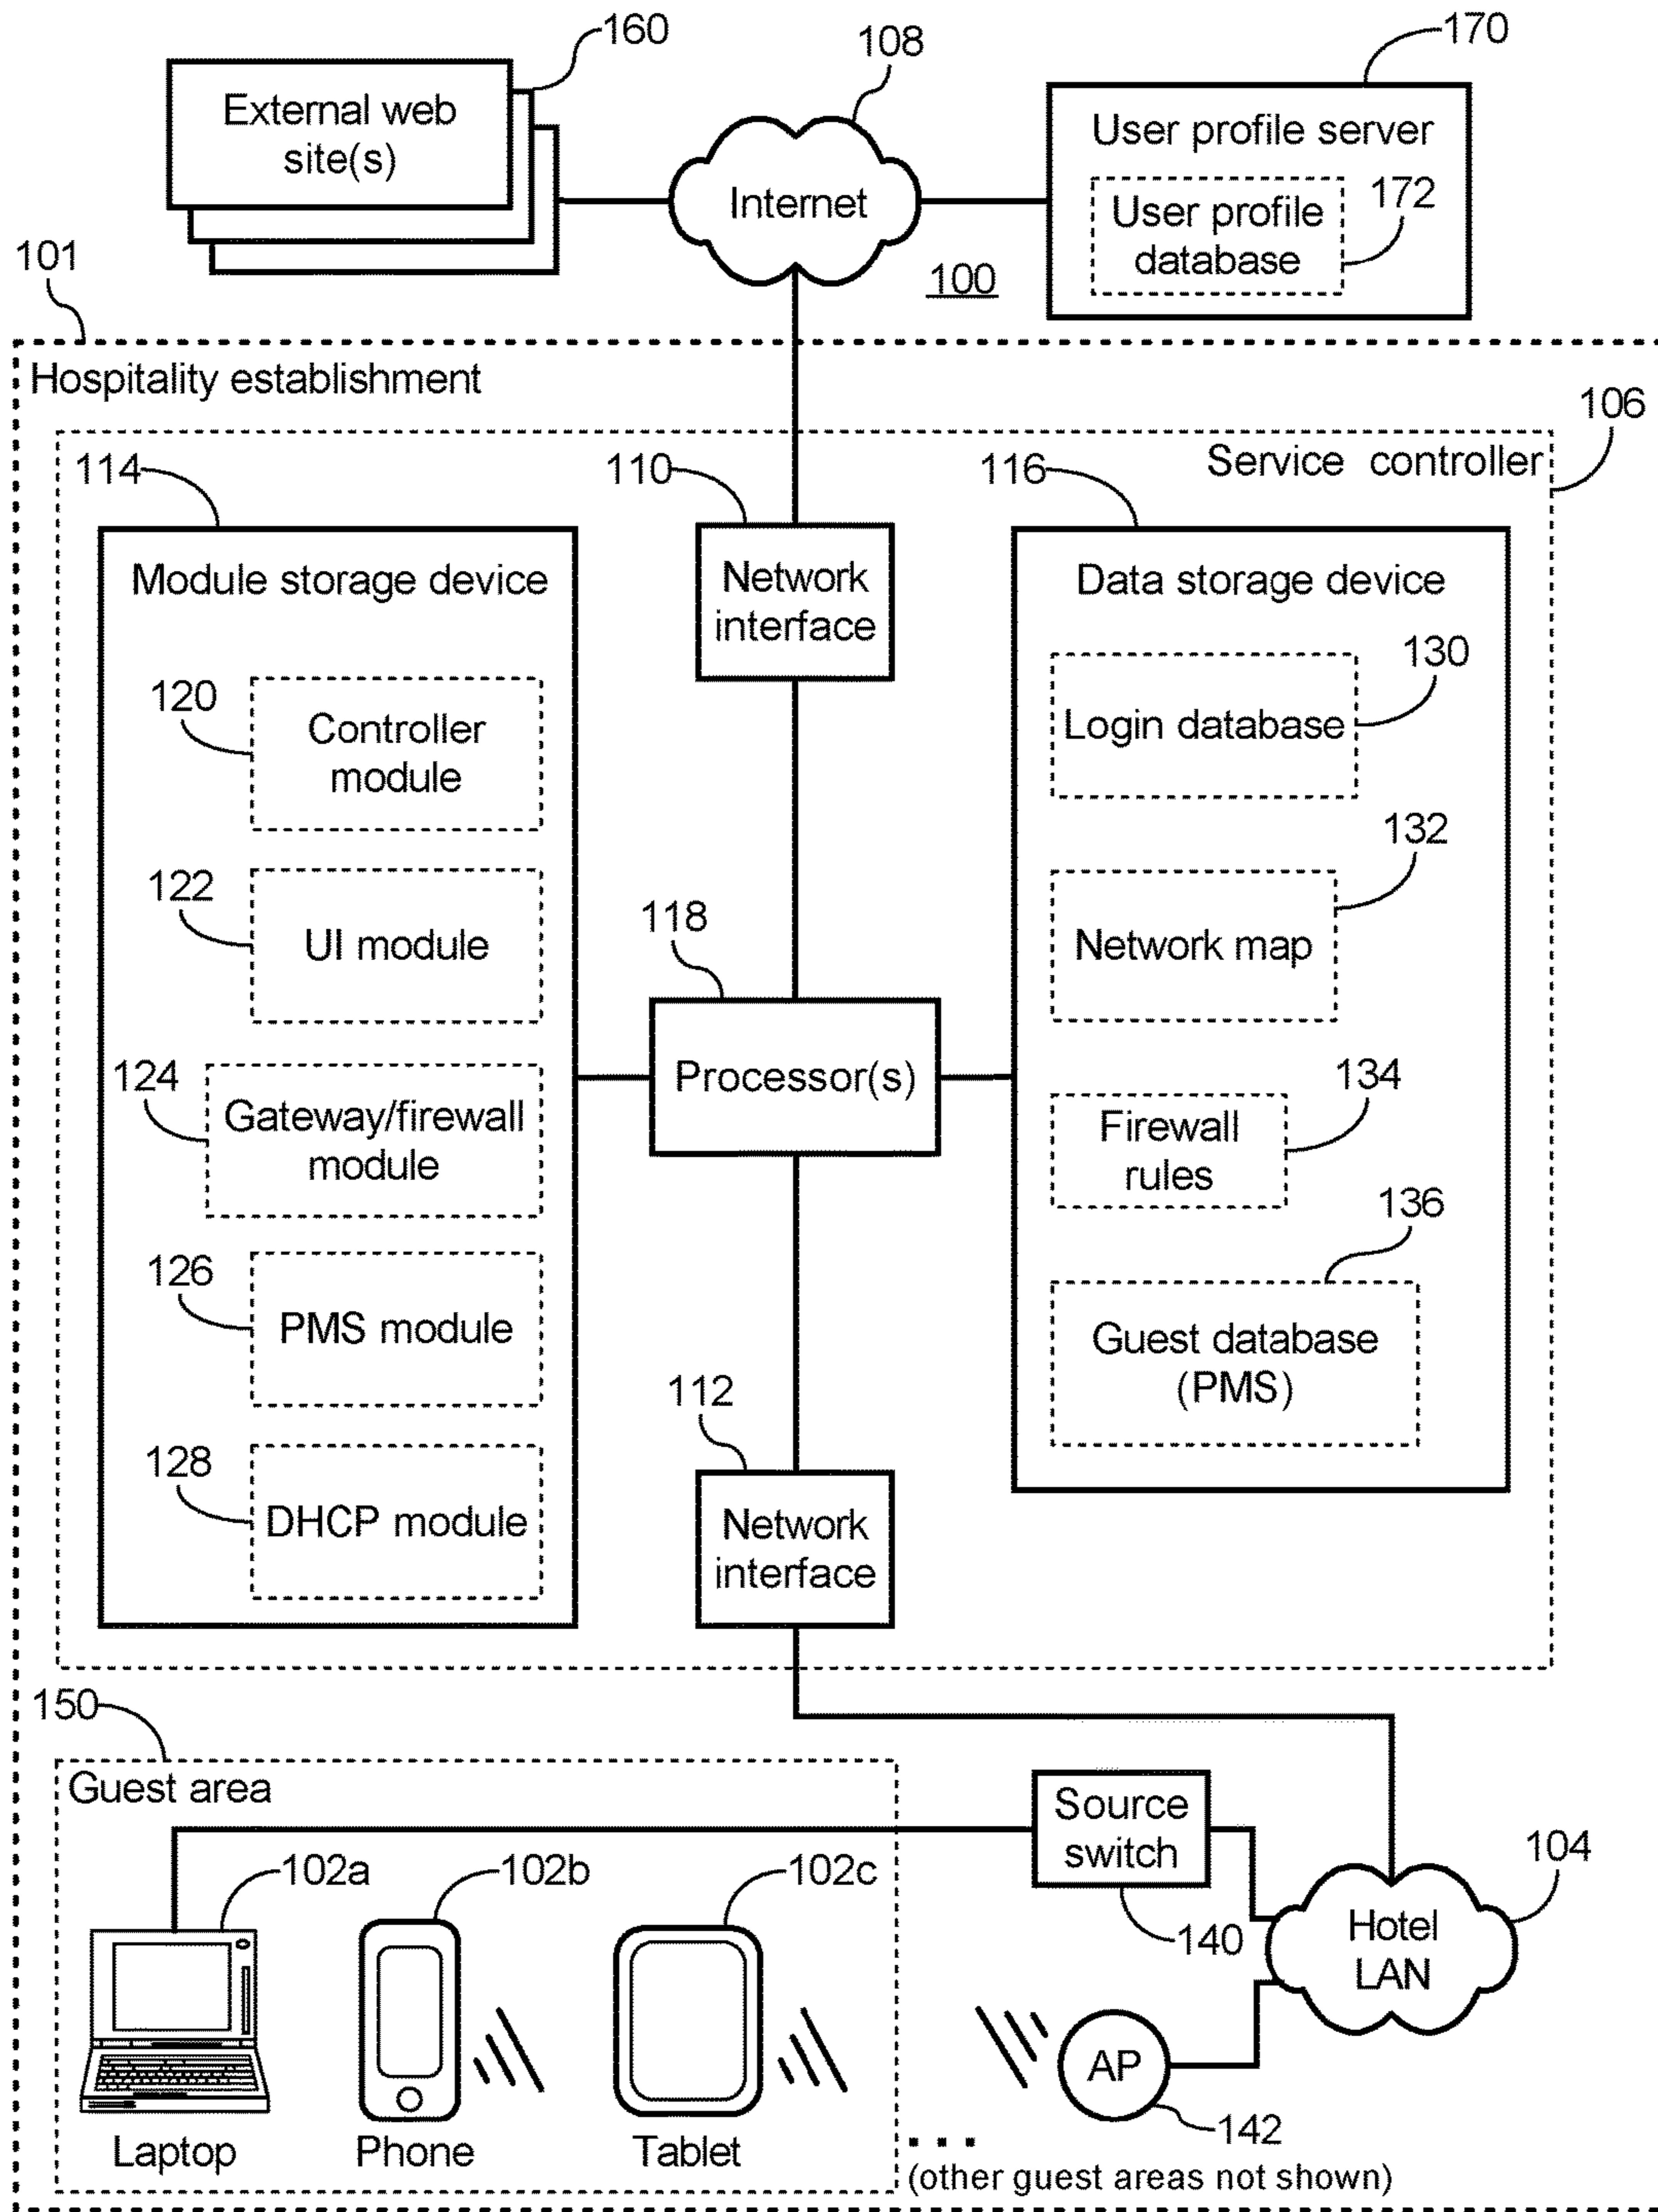 160
108
170
External web
site(s)
Internet
User profile server
User profile
database
172
101
100
Hospitality establishment
106
Service controller
114
110
116
Module storage device
Network
interface
Data storage device
130
120
Controller
module
Login database
132
122
UI module
118
Network map
Processor(s)
124
Gateway/firewall
module
134
Firewall
rules
136
126
PMS module
Guest database
(PMS)
112
128
DHCP module
Network
interface
150
Guest area
Source
switch
104
102a
102b
102c
140
Hotel
LAN
AP
142
Laptop
Phone
Tablet
...
(other guest areas not shown)